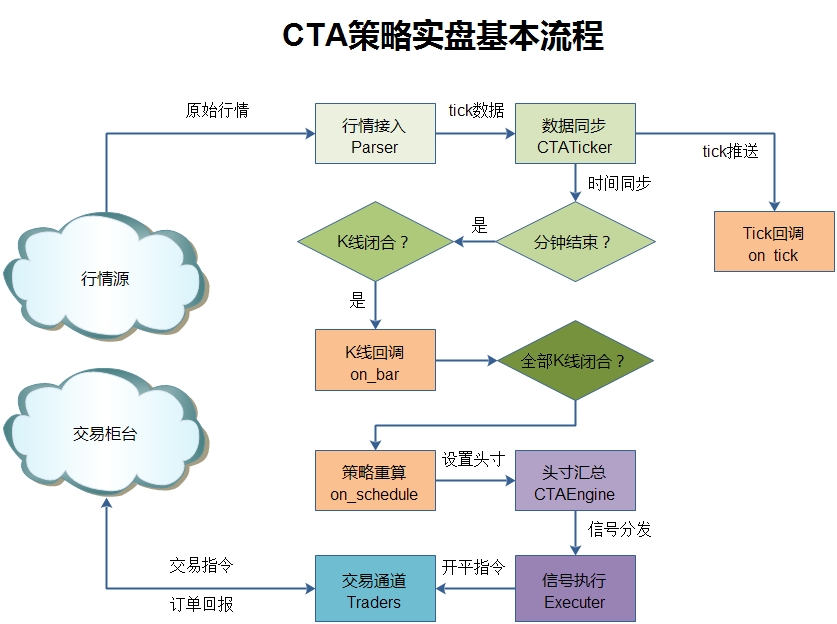 CTA策略实盘基本流程
原始行情
行情接入
Parser
tick数据
数据同步
CTATicker
tick推送
时间同步
行情源
K线闭合？
是
分钟结束？
Tick回调
on_tick
是
K线回调
on_bar
全部K线闭合？
交易柜台
策略重算
on_schedule
设置头寸
头寸汇总
CTAEngine
信号分发
交易指令
订单回报
交易通道
Traders
开平指令
信号执行
Executer